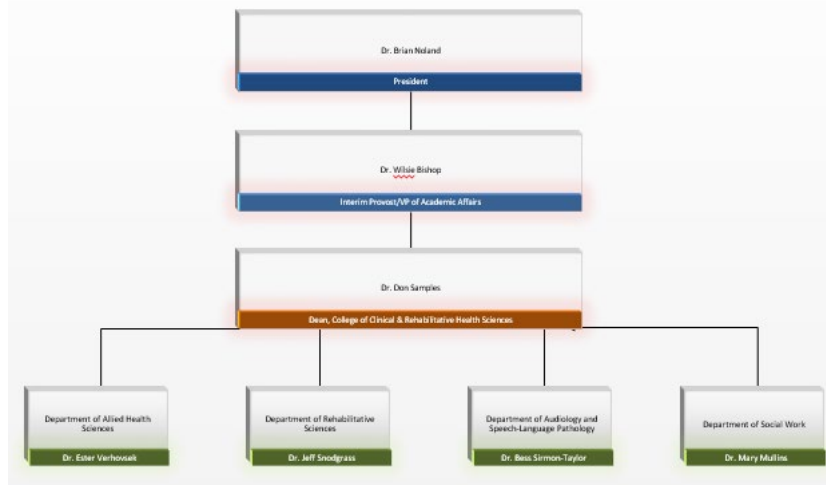 Dr. Brian Noland
President
Dr. Wilsie Bishop
Interim Provost/VP of Academic Affairs
Dr. Don Samples
Dean, College of Clinical & Rehabilitative Health Sciences
Department of Allied Health
Sciences
Dr. Ester Verhovsek
Department of Rehabilitative
Sciences
Dr. Jeff Snodgrass
Department of Audiology and
Speech-Language Pathology
Dr. Bess Sirmon-Taylor
Department of Social Work
Dr. Mary Mullins